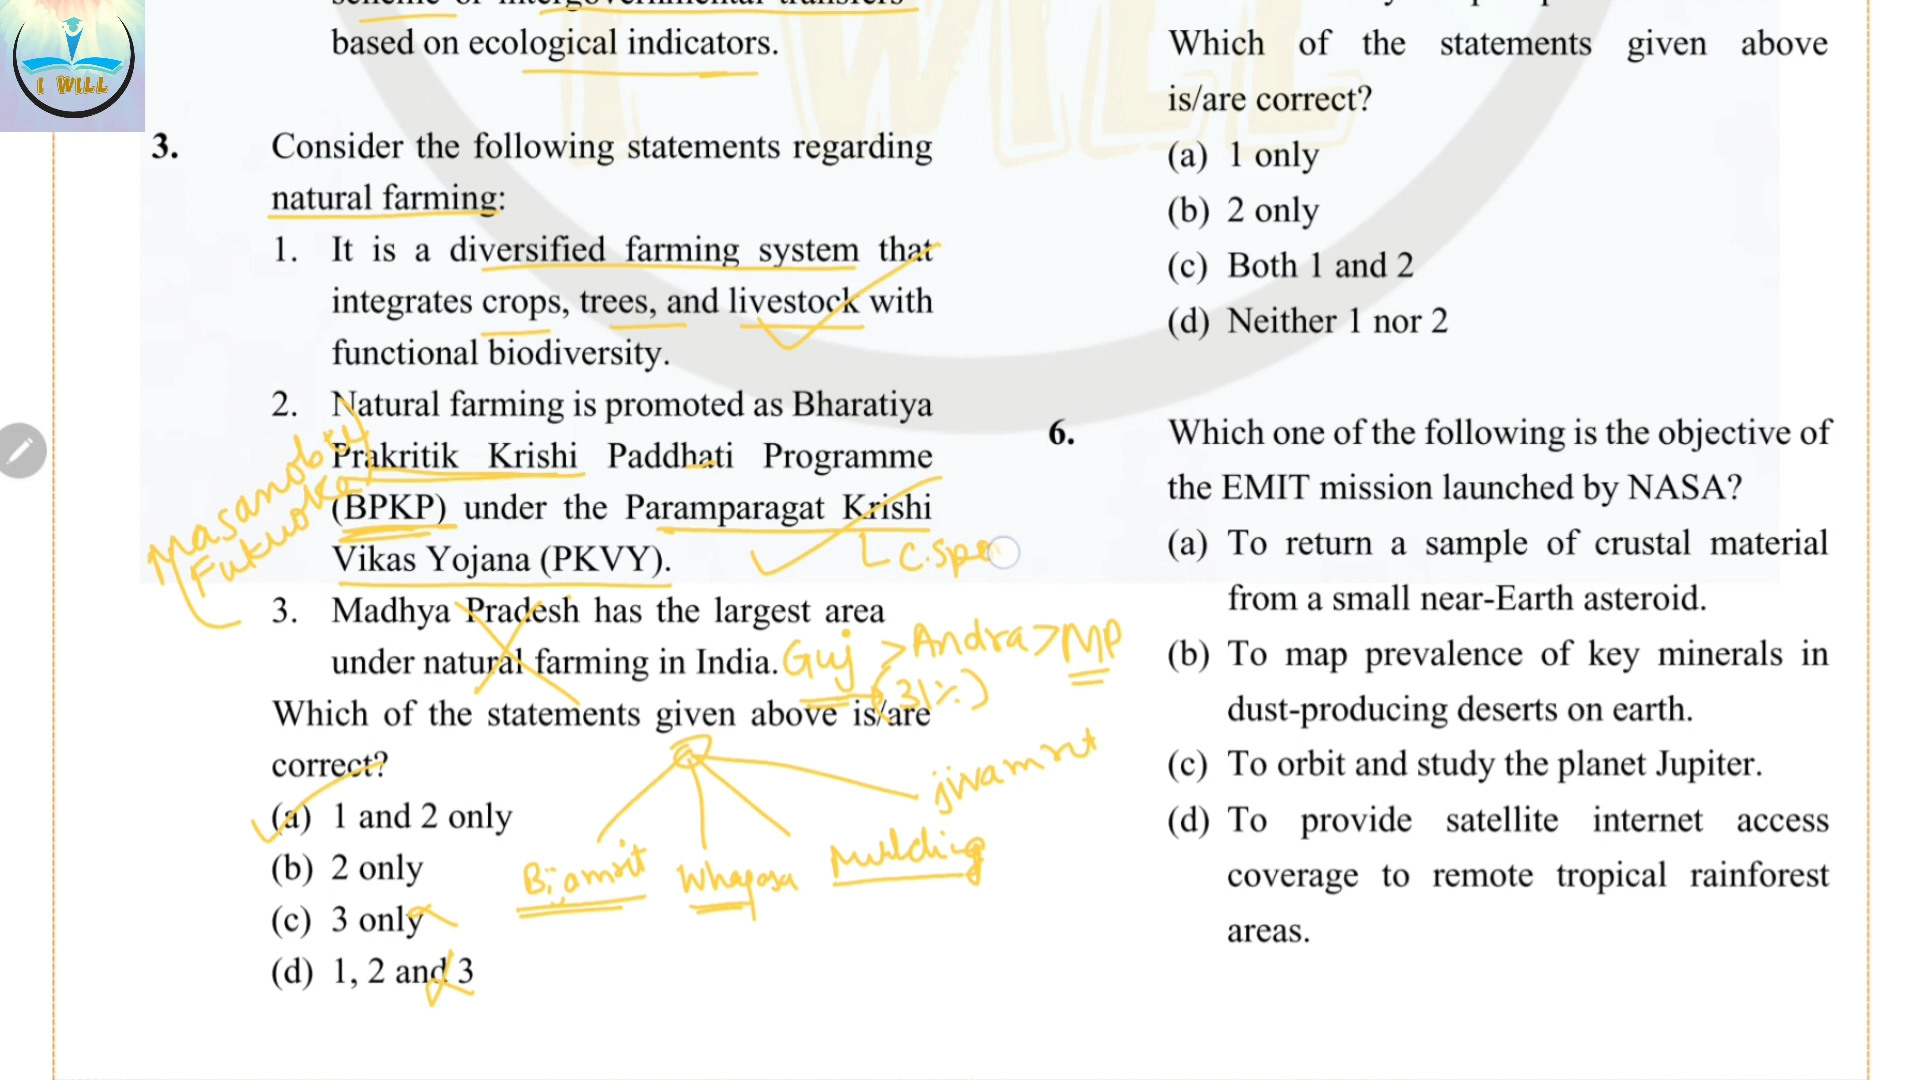 I WILL
based on ecological indicators.
3. Consider the following statements regarding
natural farming:
1. It is a diversified farming system that
integrates crops, trees, and livestock with
functional biodiversity.
2. Natural farming is promoted as Bharatiya
Prakritik Krishi Paddhati Programme
(BPKP) under the Paramparagat Krishi
Vikas Yojana (PKVY).
3. Madhya Pradesh has the largest area
under natural farming in India.
Which of the statements given above is/are
correct?
(a) 1 and 2 only
(b) 2 only
(c) 3 only
(d) 1, 2 and 3
Fukuoka
Guj > Andra > MP
(31%)
jivamrut
Bijamrit
Mulching
Which of the statements given above
is/are correct?
(a) 1 only
(b) 2 only
(c) Both 1 and 2
(d) Neither 1 nor 2
6. Which one of the following is the objective of
the EMIT mission launched by NASA?
(a) To return a sample of crustal material
from a small near-Earth asteroid.
(b) To map prevalence of key minerals in
dust-producing deserts on earth.
(c) To orbit and study the planet Jupiter.
(d) To provide satellite internet access
coverage to remote tropical rainforest
areas.